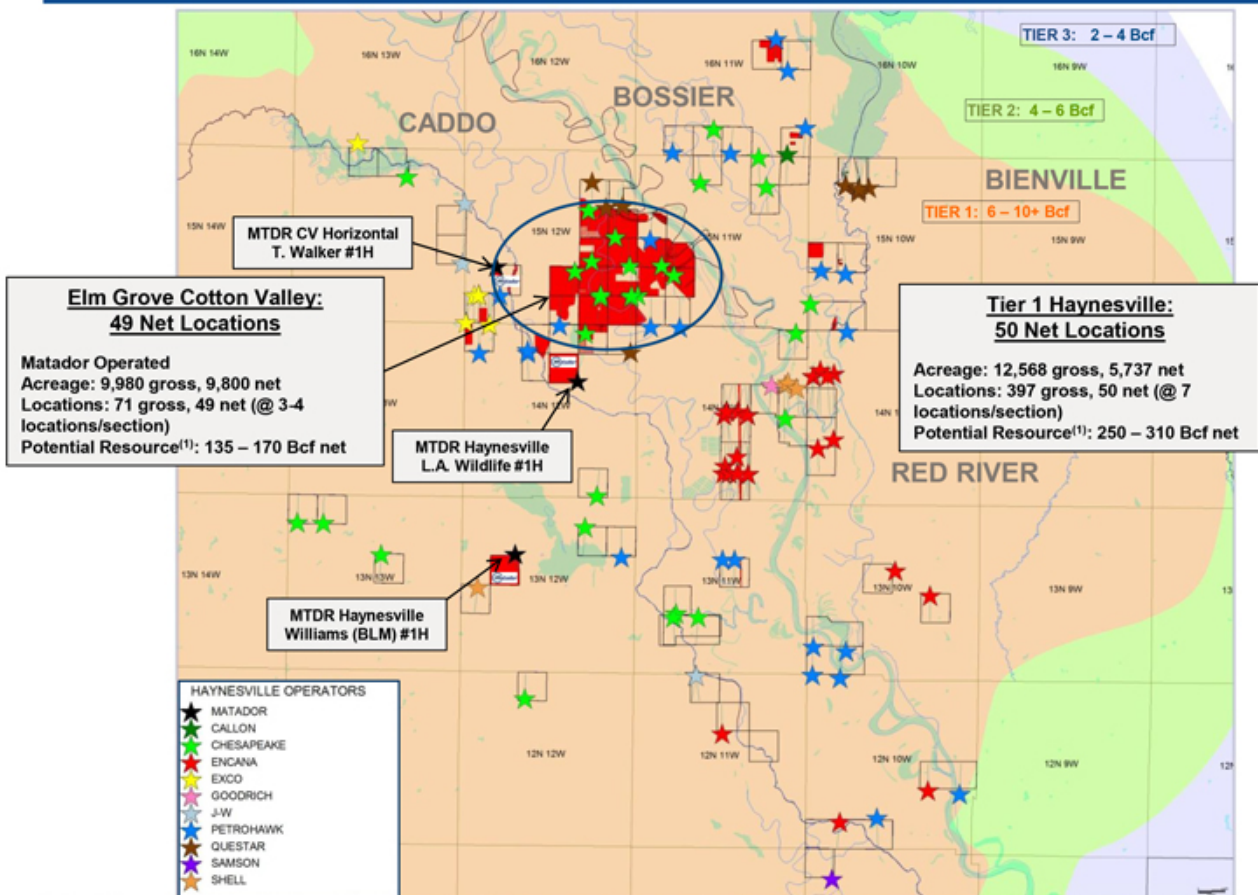 TIER 3: 2 – 4 Bcf
16N 14W
16N 13W
16N 12W
16N 11W
16N 10W
16N 9W
BOSSIER
CADDO
TIER 2: 4 – 6 Bcf
BIENVILLE
TIER 1: 6 – 10+ Bcf
15N 14W
15N 12W
15N 11W
15N 10W
15N 9W
MTDR CV Horizontal
T. Walker #1H
Elm Grove Cotton Valley:
49 Net Locations
Matador Operated
Acreage: 9,980 gross, 9,800 net
Locations: 71 gross, 49 net (@ 3-4
locations/section)
Potential Resource(1): 135 – 170 Bcf net
Tier 1 Haynesville:
50 Net Locations
Acreage: 12,568 gross, 5,737 net
Locations: 397 gross, 50 net (@ 7
locations/section)
Potential Resource(1): 250 – 310 Bcf net
14N 12W
MTDR Haynesville
L.A. Wildlife #1H
RED RIVER
13N 14W
13N 13W
13N 12W
13N 11W
13N 10W
13N 9W
MTDR Haynesville
Williams (BLM) #1H
12N 12W
12N 11W
12N 10W
12N 9W
HAYNESVILLE OPERATORS
MATADOR
CALLON
CHESAPEAKE
ENCANA
EXCO
GOODRICH
J-W
PETROHAWK
QUESTAR
SAMSON
SHELL